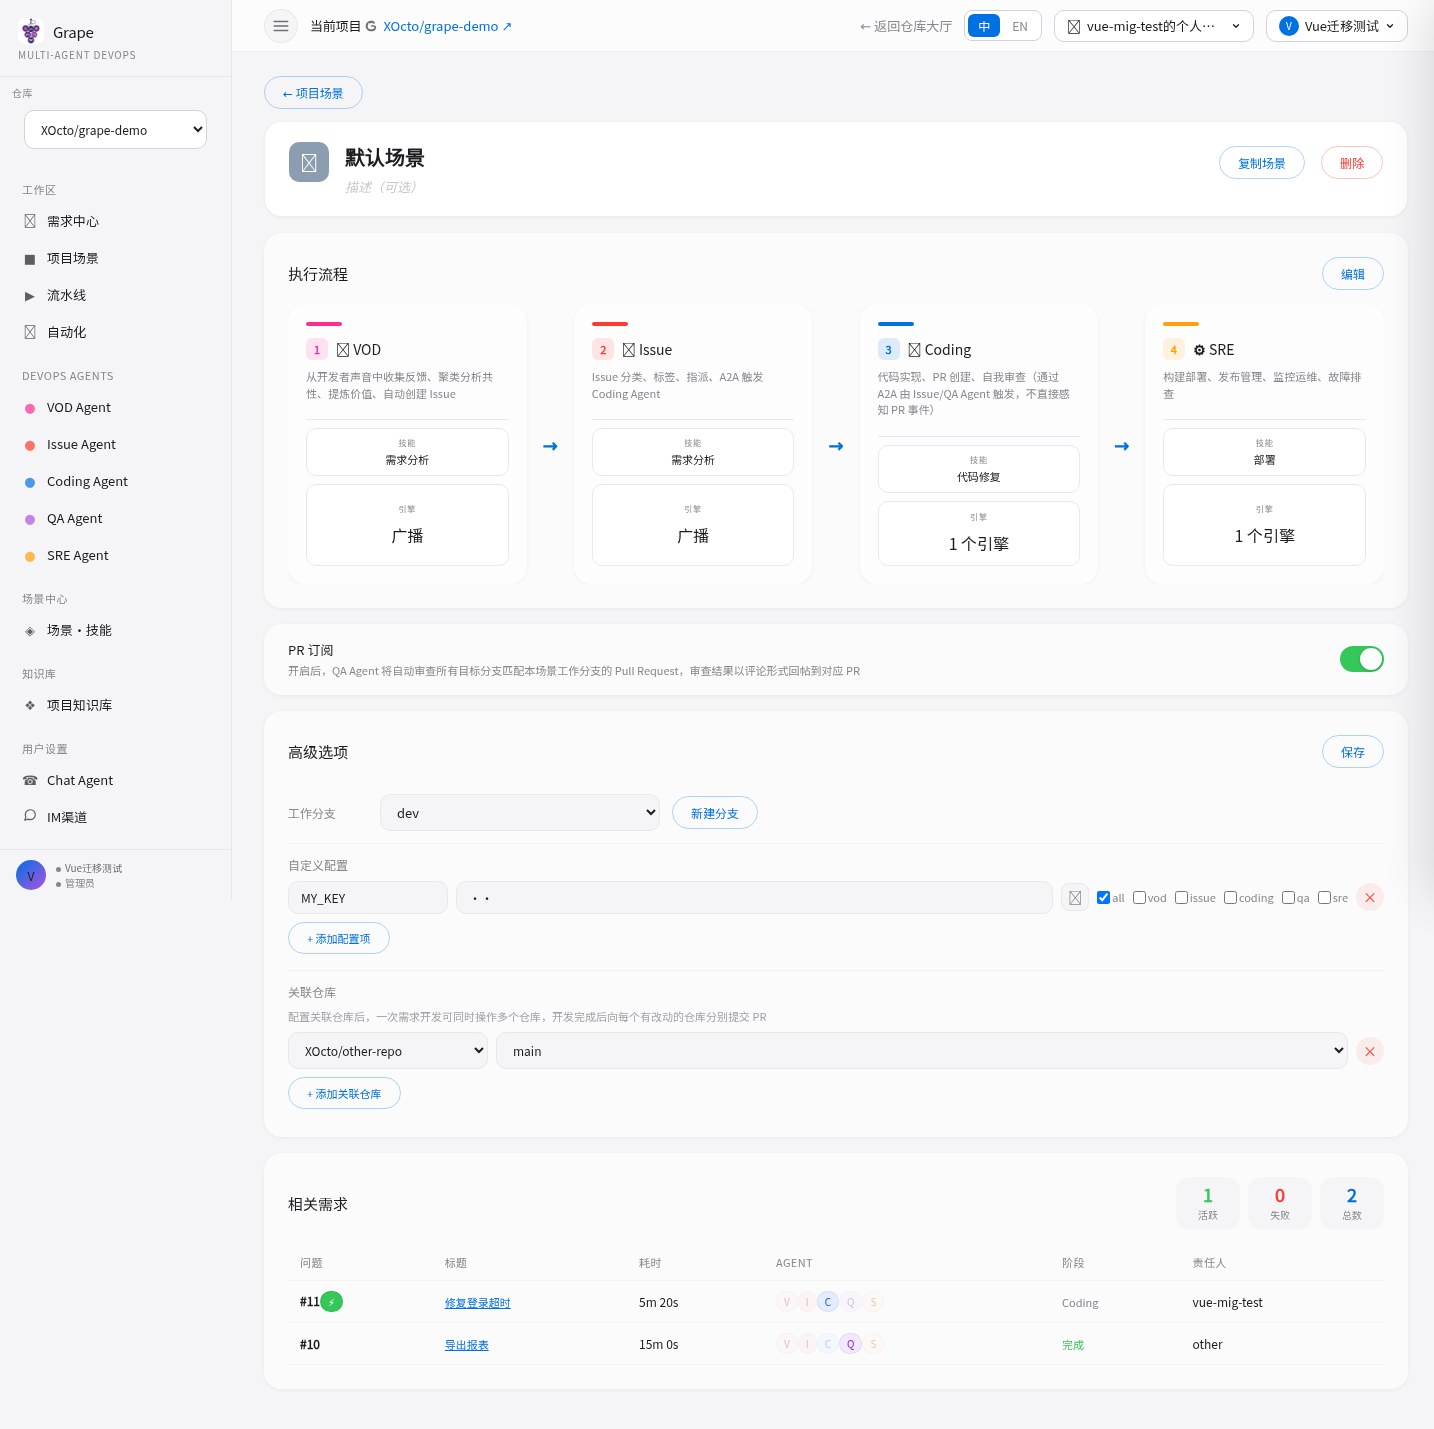 Grape
MULTI-AGENT DEVOPS
仓库
XOcto/grape-demo
工作区
需求中心
项目场景
流水线
自动化
DEVOPS AGENTS
VOD Agent
Issue Agent
Coding Agent
QA Agent
SRE Agent
场景中心
场景·技能
知识库
项目知识库
用户设置
Chat Agent
IM渠道
V
Vue迁移测试
管理员
当前项目 XOcto/grape-demo ↗
← 返回仓库大厅
中 EN
vue-mig-test的个人…
V Vue迁移测试
← 项目场景
默认场景
描述（可选）
复制场景 删除
执行流程
编辑
1 VOD
从开发者声音中收集反馈、聚类分析共
性、提炼价值、自动创建 Issue
技能
需求分析
引擎
广播
→
2 Issue
Issue 分类、标签、指派、A2A 触发
Coding Agent
技能
需求分析
引擎
广播
→
3 Coding
代码实现、PR 创建、自我审查（通过
A2A 由 Issue/QA Agent 触发，不直接感
知 PR 事件）
技能
代码修复
引擎
1 个引擎
→
4 ⚙ SRE
构建部署、发布管理、监控运维、故障排
查
技能
部署
引擎
1 个引擎
PR 订阅
开启后，QA Agent 将自动审查所有目标分支匹配本场景工作分支的 Pull Request，审查结果以评论形式回帖到对应 PR
高级选项
保存
工作分支 dev 新建分支
自定义配置
MY_KEY •• all vod issue coding qa sre ×
+ 添加配置项
关联仓库
配置关联仓库后，一次需求开发可同时操作多个仓库，开发完成后向每个有改动的仓库分别提交 PR
XOcto/other-repo main ×
+ 添加关联仓库
相关需求
1 活跃
0 失败
2 总数
问题 标题 耗时 AGENT 阶段 责任人
#11 ⚡ 修复登录超时 5m 20s V I C Q S Coding vue-mig-test
#10 导出报表 15m 0s V I C Q S 完成 other